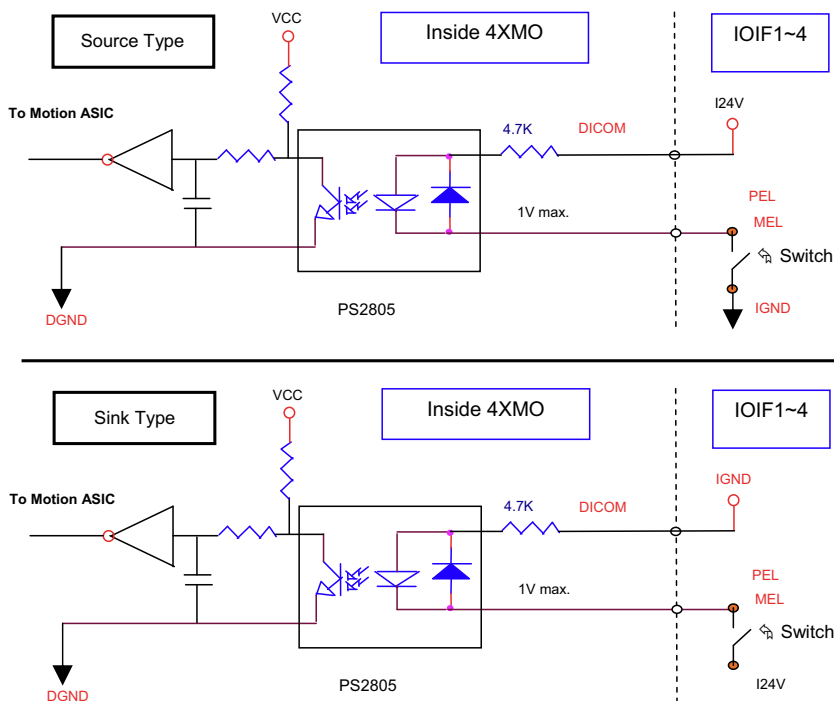 Source Type
VCC
Inside 4XMO
IOIF1~4
To Motion ASIC
4.7K
DICOM
I24V
1V max.
PEL
MEL
Switch
DGND
PS2805
IGND
Sink Type
VCC
Inside 4XMO
IOIF1~4
To Motion ASIC
4.7K
DICOM
IGND
1V max.
PEL
MEL
Switch
DGND
PS2805
I24V